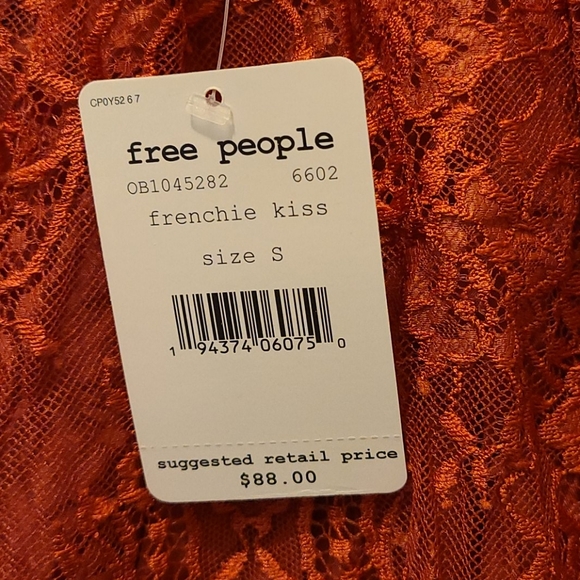 CP0Y52 6 7
free people
OB1045282 6602
frenchie kiss
size S
1 94374 06075 0
suggested retail price
$88.00